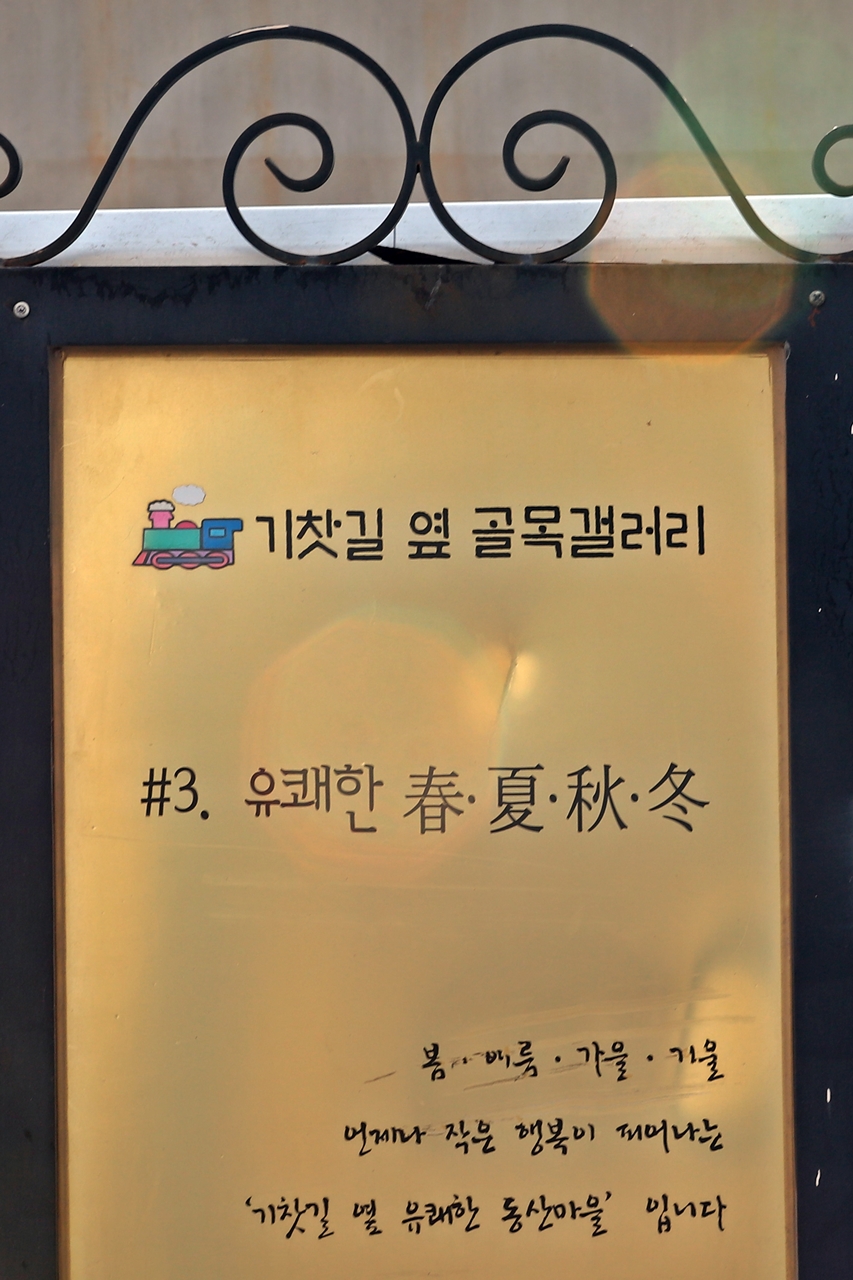 기찻길 옆 골목갤러리
#3. 유쾌한 春·夏·秋·冬
봄·여름·가을·겨울
언제나 작은 행복이 피어나는
‘기찻길 옆 유쾌한 동산마을’ 입니다